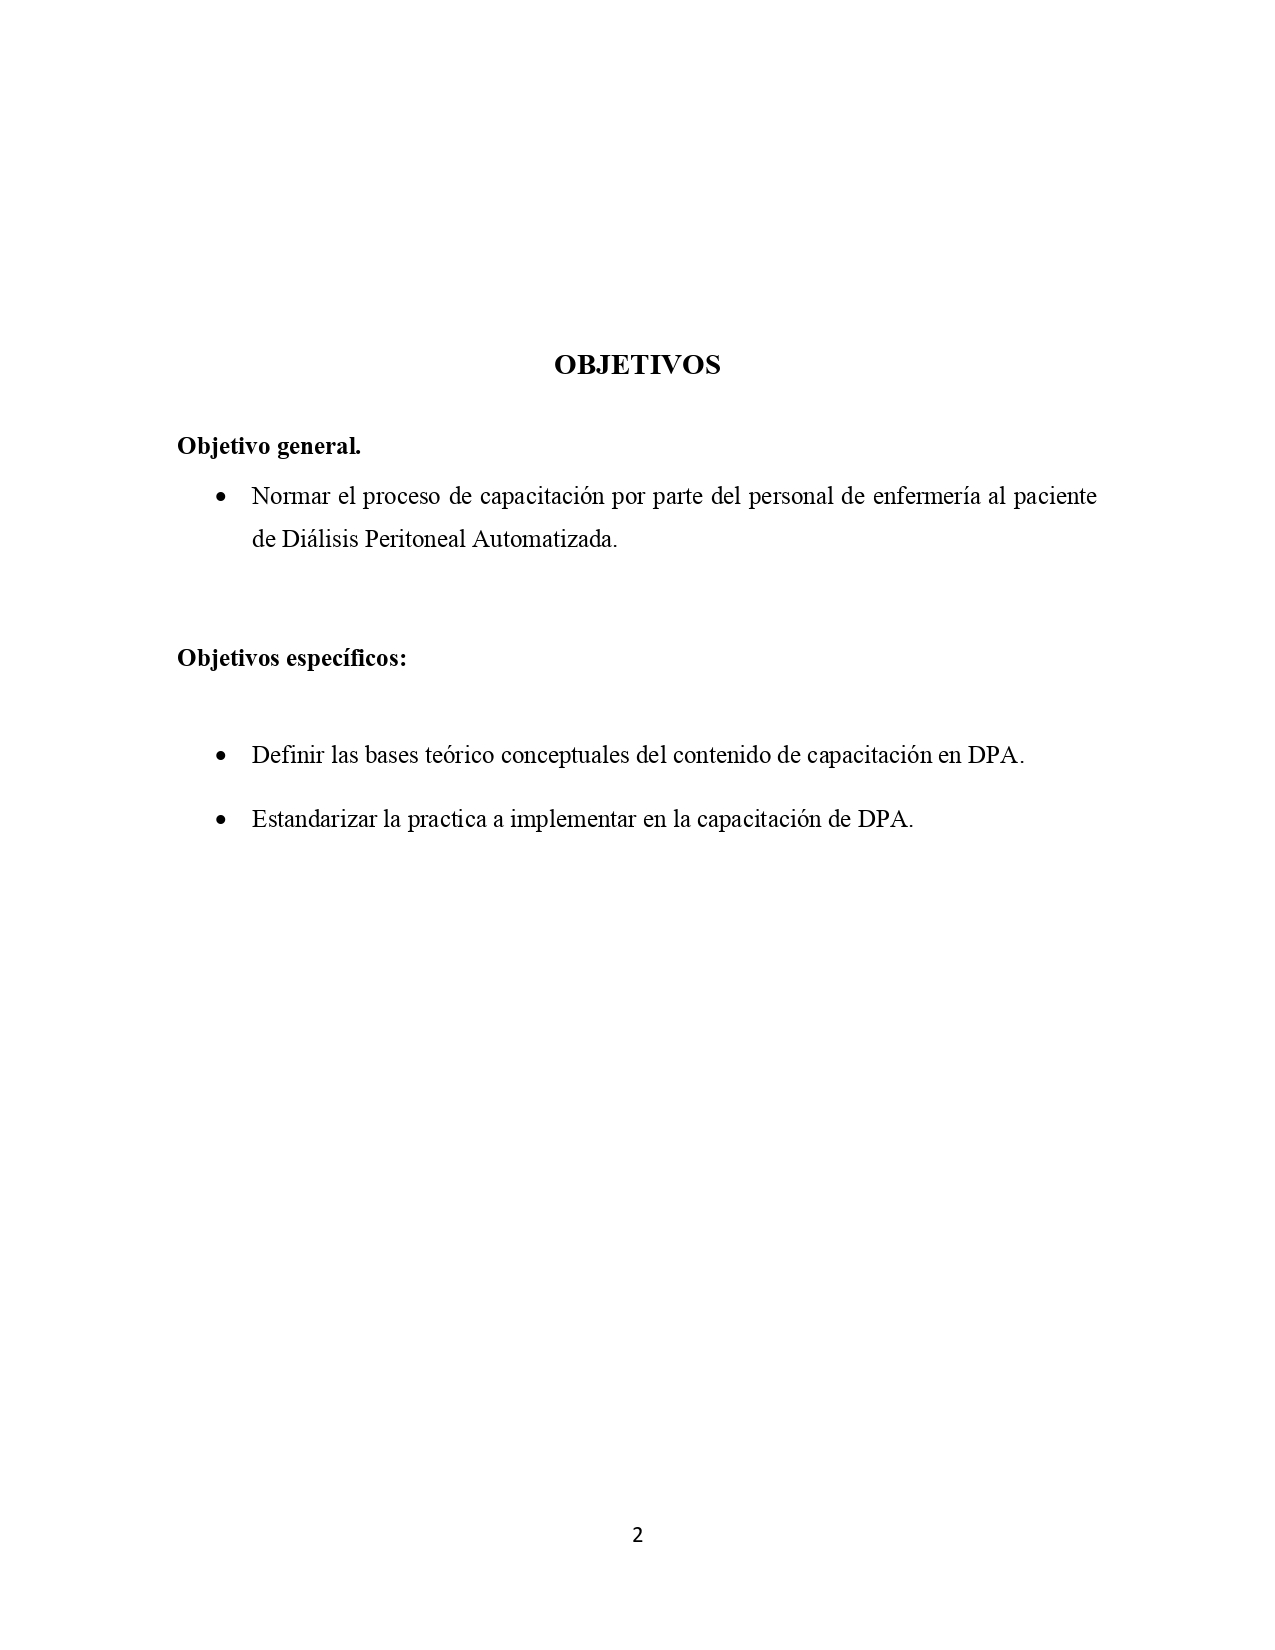 OBJETIVOS
Objetivo general.
• Normar el proceso de capacitación por parte del personal de enfermería al paciente
de Diálisis Peritoneal Automatizada.
Objetivos específicos:
• Definir las bases teórico conceptuales del contenido de capacitación en DPA.
• Estandarizar la practica a implementar en la capacitación de DPA.
2